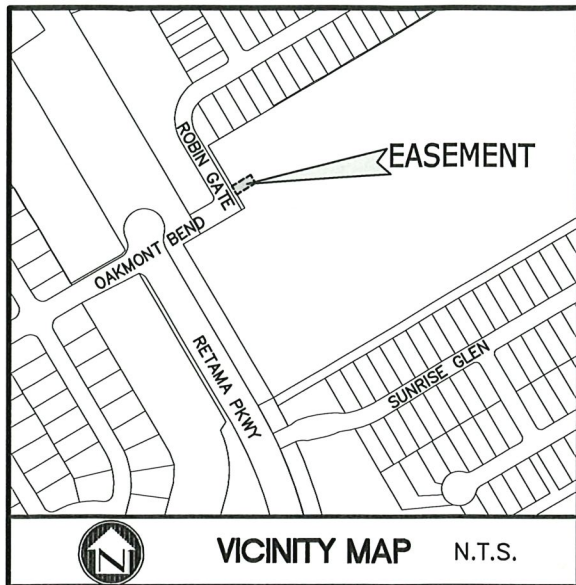 ROBIN GATE
EASEMENT
OAKMONT BEND
RETAMA PKWY
SUNRISE GLEN
N
VICINITY MAP N.T.S.